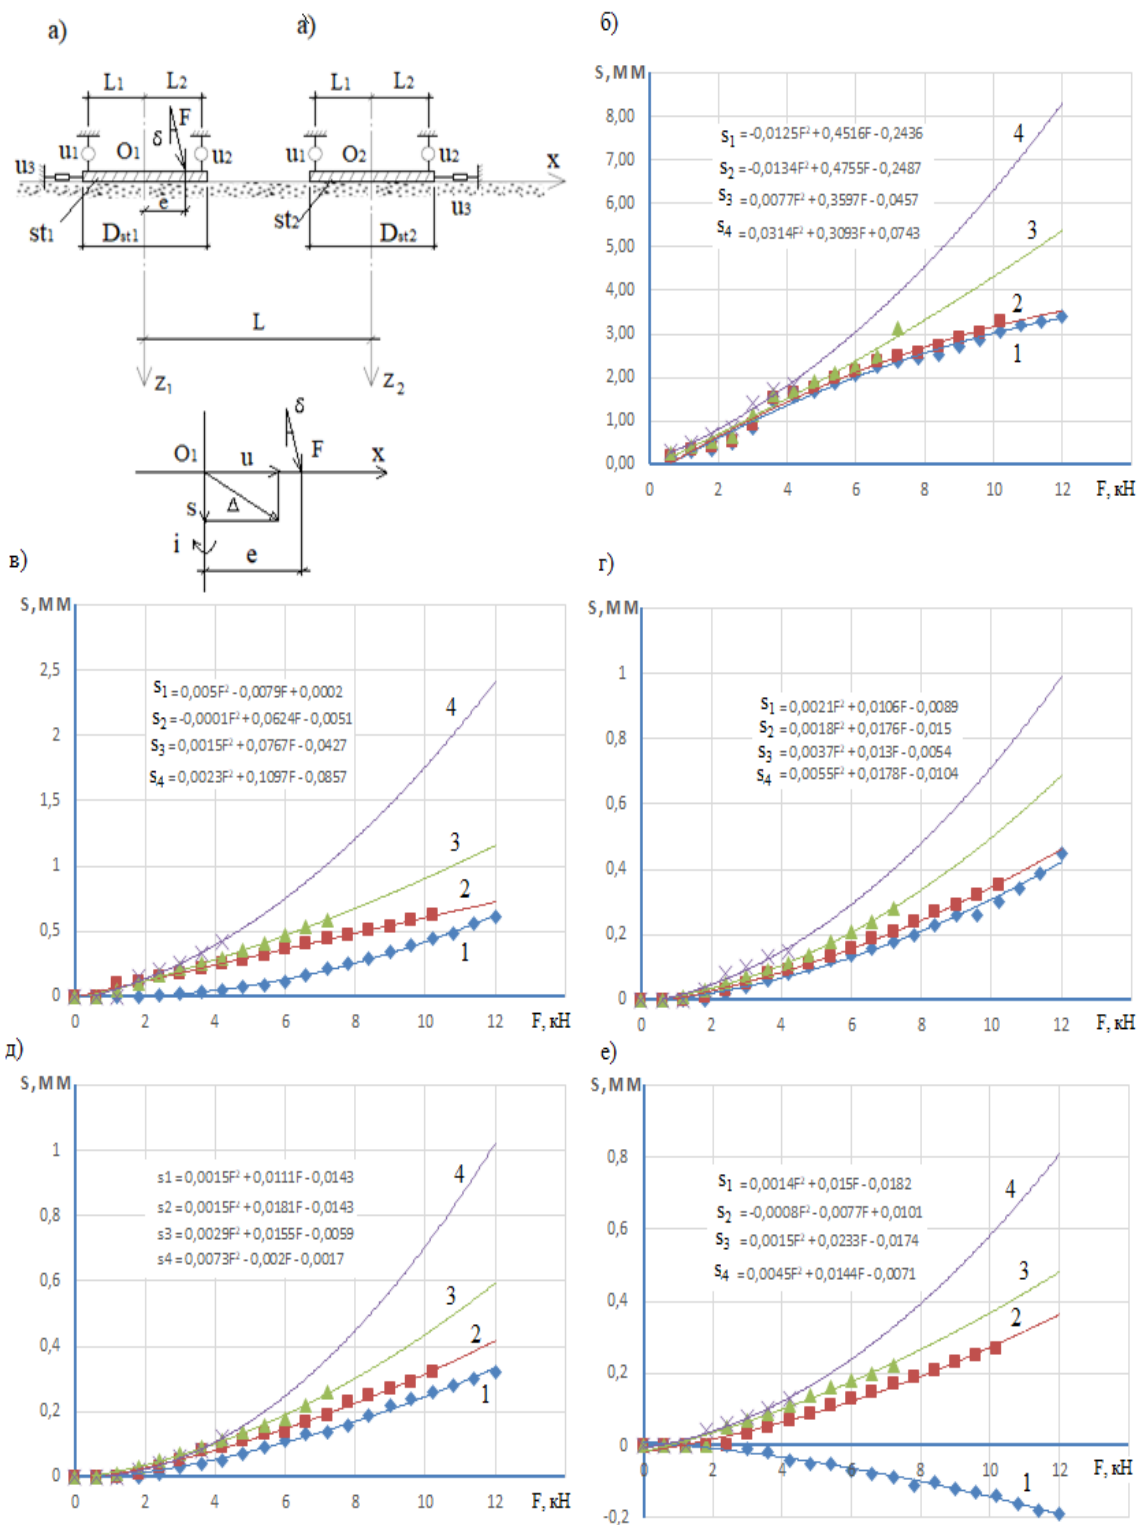 а)
а)
L1 L2
L1 L2
F
δ
u1 O1 u2
u1 O2 u2
x
u3
e
u3
st1 Dst1
st2 Dst2
L
z1
z2
δ
O1 u F x
s Δ
i e
б)
S, ММ
8,00
7,00
6,00
5,00
4,00
3,00
2,00
1,00
0,00
s1 =-0,0125F² + 0,4516F - 0,2436
s2 =-0,0134F² + 0,4755F - 0,2487
s3 = 0,0077F² + 0,3597F - 0,0457
s4 = 0,0314F² + 0,3093F + 0,0743
4
3
2
1
0 2 4 6 8 10 12 F, кН
в)
S, ММ
2,5
2
1,5
1
0,5
0
s1 = 0,005F² - 0,0079F + 0,0002
s2 = -0,0001F² + 0,0624F - 0,0051
s3 = 0,0015F² + 0,0767F - 0,0427
s4 = 0,0023F² + 0,1097F - 0,0857
4
3
2
1
0 2 4 6 8 10 12 F, кН
г)
S, ММ
1
0,8
0,6
0,4
0,2
0
s1 = 0,0021F² + 0,0106F - 0,0089
s2 = 0,0018F² + 0,0176F - 0,015
s3 = 0,0037F² + 0,013F - 0,0054
s4 = 0,0055F² + 0,0178F - 0,0104
0 2 4 6 8 10 12 F, кН
д)
S, ММ
1
0,8
0,6
0,4
0,2
0
s1 = 0,0015F² + 0,0111F - 0,0143
s2 = 0,0015F² + 0,0181F - 0,0143
s3 = 0,0029F² + 0,0155F - 0,0059
s4 = 0,0073F² - 0,002F - 0,0017
4
3
2
1
0 2 4 6 8 10 12 F, кН
е)
S, ММ
0,8
0,6
0,4
0,2
0
-0,2
s1 = 0,0014F² + 0,015F - 0,0182
s2 = -0,0008F² - 0,0077F + 0,0101
s3 = 0,0015F² + 0,0233F - 0,0174
s4 = 0,0045F² + 0,0144F - 0,0071
4
3
2
1
0 2 4 6 8 10 12 F, кН